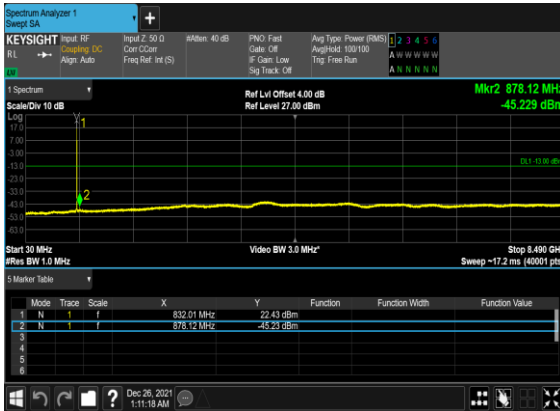 Spectrum Analyzer 1
Swept SA
+
KEYSIGHT Input: RF Input Z: 50 Ω #Atten: 40 dB PNO: Fast Avg Type: Power (RMS) 1 2 3 4 5 6
RL Coupling: DC Corr CCorr Gate: Off Avg|Hold: 100/100 A W W W W W
Align: Auto Freq Ref: Int (S) IF Gain: Low Trig: Free Run
Sig Track: Off A N N N N N
1 Spectrum Ref Lvl Offset 4.00 dB Mkr2 878.12 MHz
Scale/Div 10 dB Ref Level 27.00 dBm -45.229 dBm
Log
17.0
7.00
-3.00
-13.0
-23.0
-33.0
-43.0
-53.0
-63.0
1
2
DL1 -13.00 dBm
Start 30 MHz Video BW 3.0 MHz* Stop 8.490 GH
#Res BW 1.0 MHz Sweep ~17.2 ms (40001 pts
5 Marker Table
Mode Trace Scale X Y Function Function Width Function Value
1 N 1 f 832.01 MHz 22.43 dBm
2 N 1 f 878.12 MHz -45.23 dBm
3
4
5
6
? Dec 26, 2021
1:11:18 AM